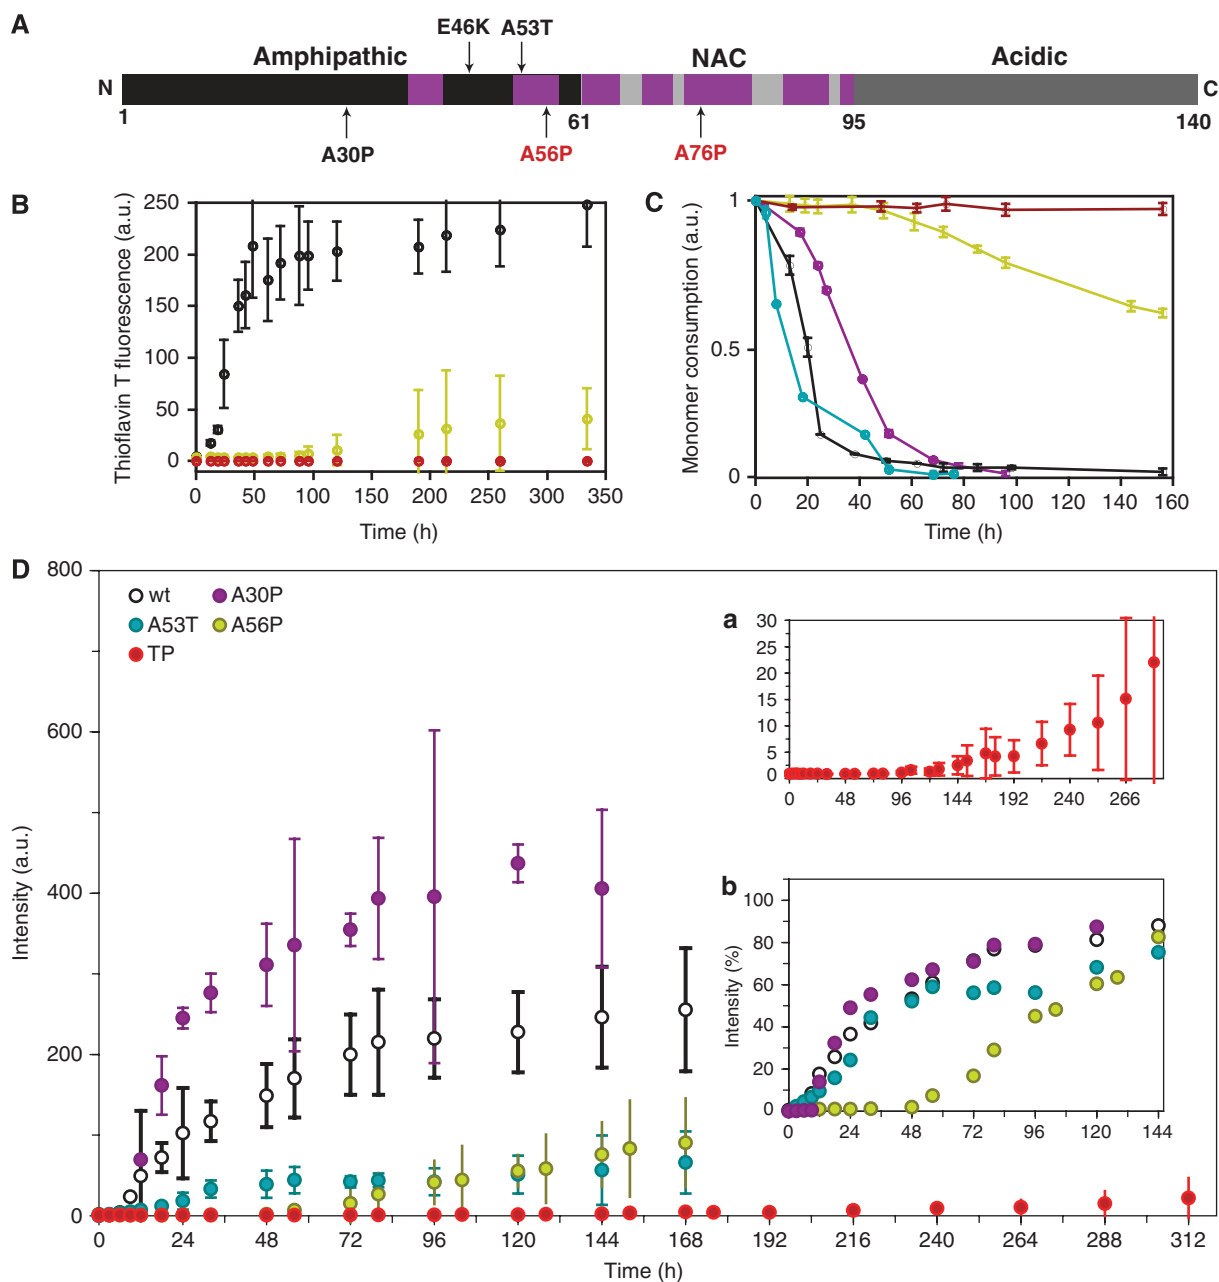 A
E46K A53T
Amphipathic NAC Acidic
N C
1 61 95 140
A30P A56P A76P
B
Thioflavin T fluorescence (a.u.)
250
200
150
100
50
0
0 50 100 150 200 250 300 350
Time (h)
C
Monomer consumption (a.u.)
1
0.5
0
0 20 40 60 80 100 120 140 160
Time (h)
D
Intensity (a.u.)
800
600
400
200
0
wt A30P
A53T A56P
TP
a
30
25
20
15
10
5
0
0 48 96 144 192 240 266
b
Intensity (%)
100
80
60
40
20
0
0 24 48 72 96 120 144
0 24 48 72 96 120 144 168 192 216 240 264 288 312
Time (h)